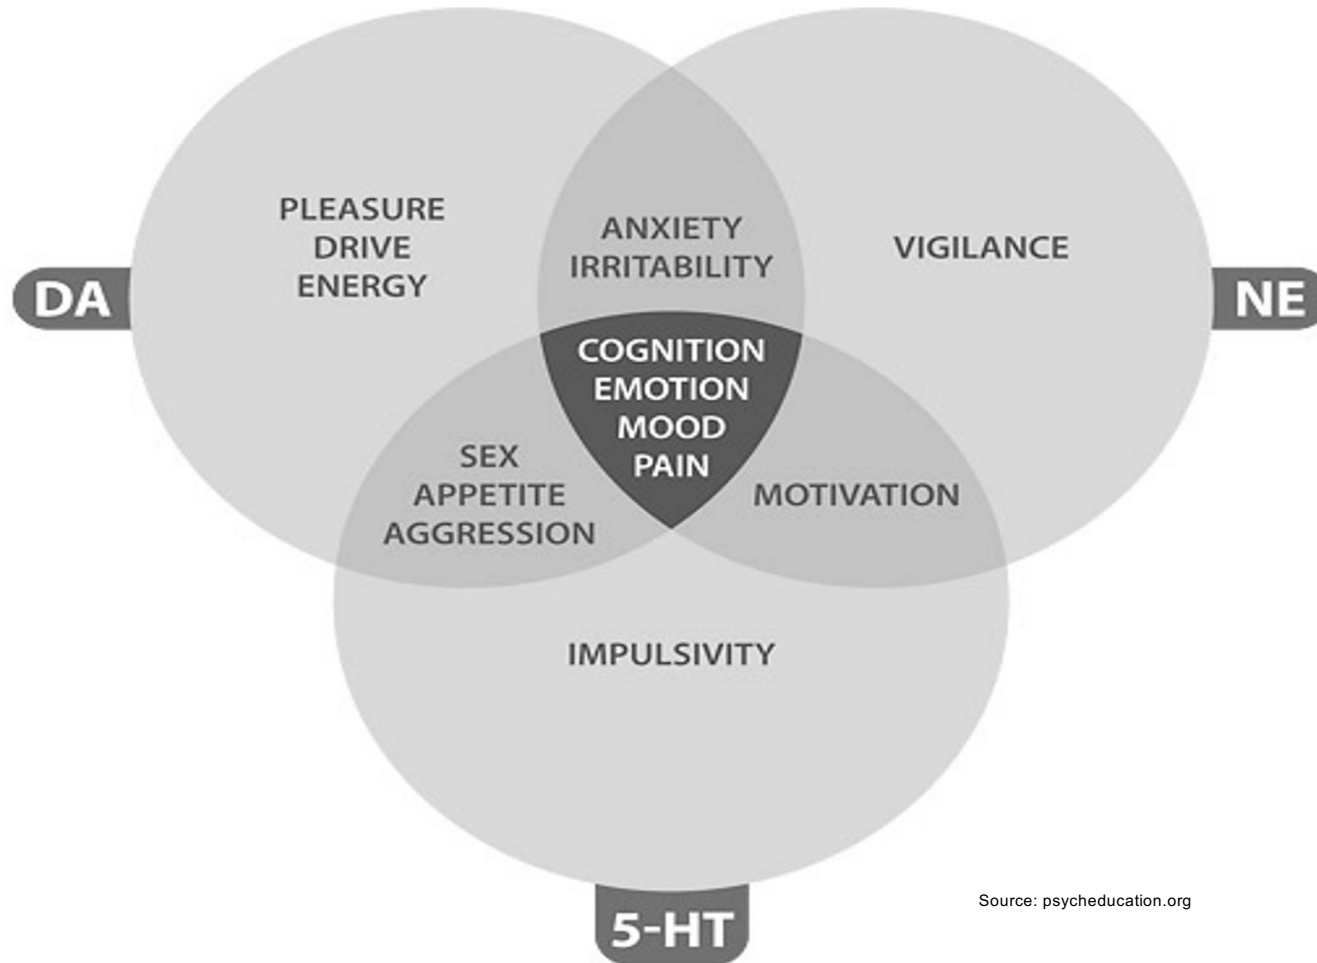 PLEASURE
DRIVE
ENERGY
ANXIETY
IRRITABILITY
VIGILANCE
DA
NE
COGNITION
EMOTION
MOOD
PAIN
SEX
APPETITE
AGGRESSION
MOTIVATION
IMPULSIVITY
Source: psycheducation.org
5-HT